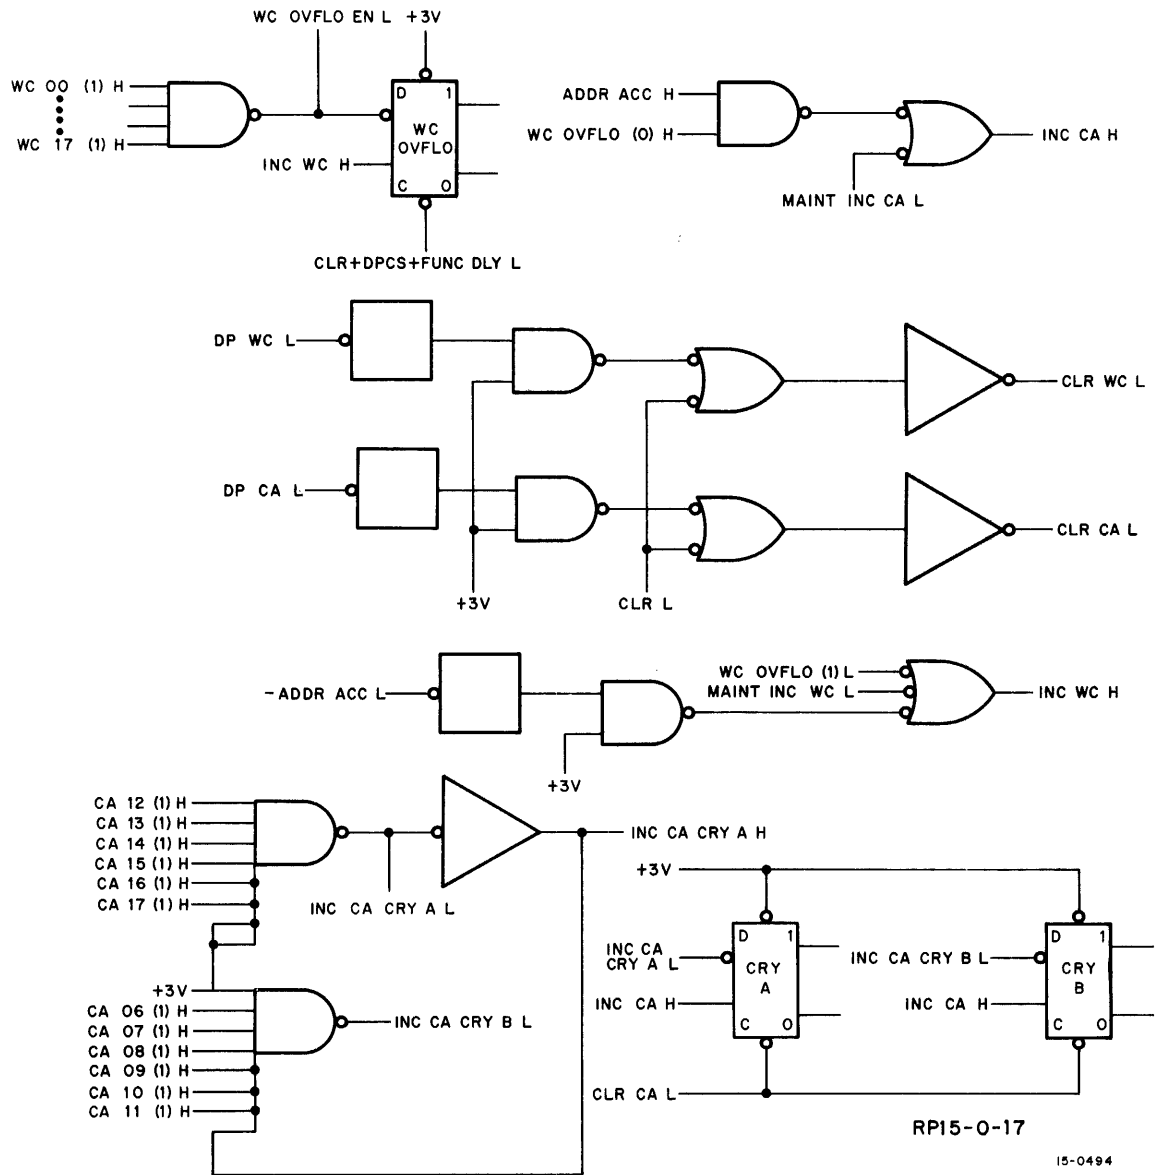 WC OVFLO EN L +3V
WC 00 (1) H
WC 17 (1) H
D 1
WC
OVFLO
C 0
INC WC H
CLR+DPCS+FUNC DLY L
ADDR ACC H
WC OVFLO (0) H
INC CA H
MAINT INC CA L
DP WC L
CLR WC L
DP CA L
CLR CA L
+3V
CLR L
-ADDR ACC L
+3V
WC OVFLO (1) L
MAINT INC WC L
INC WC H
CA 12 (1) H
CA 13 (1) H
CA 14 (1) H
CA 15 (1) H
CA 16 (1) H
CA 17 (1) H
INC CA CRY A H
INC CA CRY A L
+3V
CA 06 (1) H
CA 07 (1) H
CA 08 (1) H
CA 09 (1) H
CA 10 (1) H
CA 11 (1) H
INC CA CRY B L
+3V
INC CA
CRY A L
INC CA H
D 1
CRY
A
C 0
INC CA CRY B L
INC CA H
D 1
CRY
B
C 0
CLR CA L
RP15-0-17
15-0494